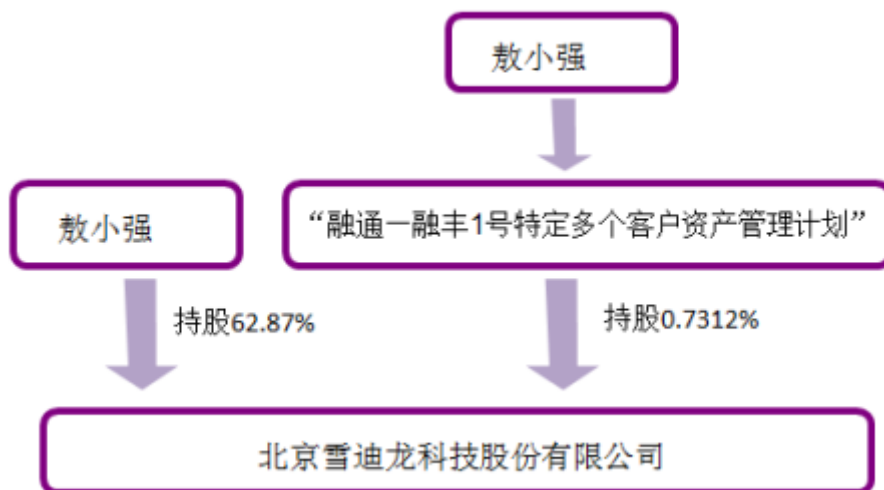 敖小强
敖小强
“融通一融丰1号特定多个客户资产管理计划”
持股62.87%
持股0.7312%
北京雪迪龙科技股份有限公司